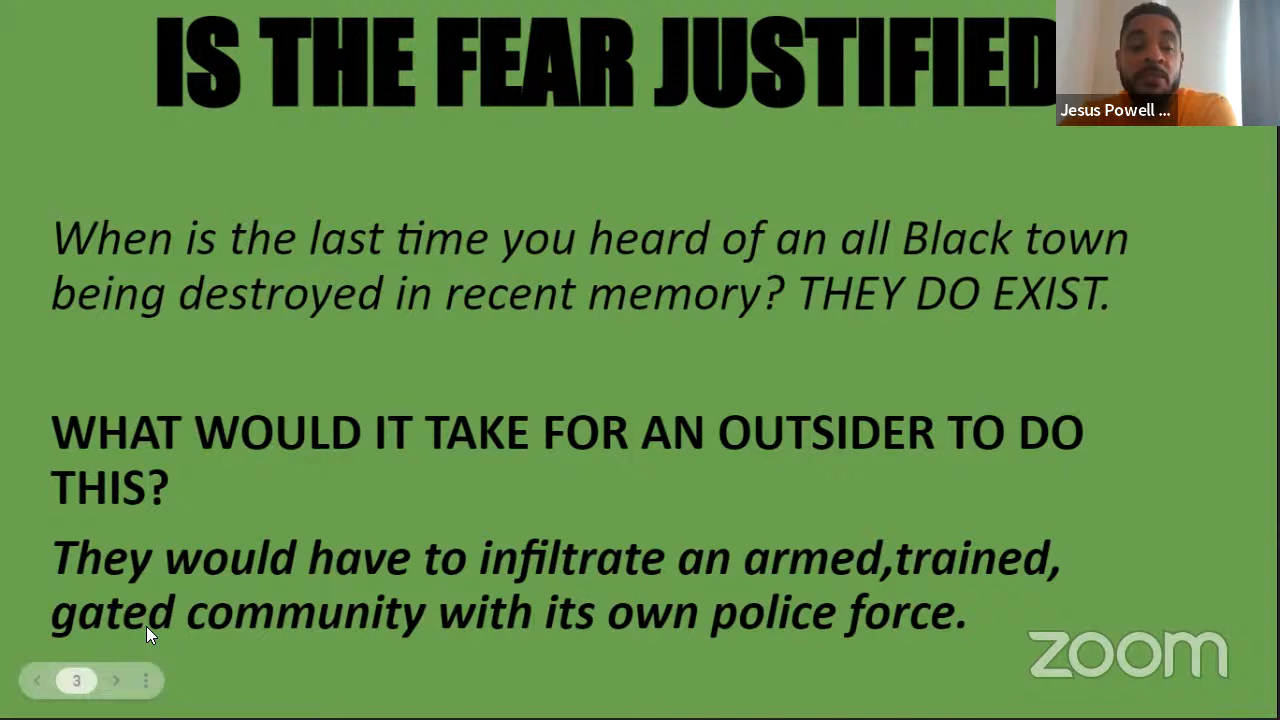 IS THE FEAR JUSTIFIED
Jesus Powell ...
When is the last time you heard of an all Black town
being destroyed in recent memory? THEY DO EXIST.
WHAT WOULD IT TAKE FOR AN OUTSIDER TO DO
THIS?
They would have to infiltrate an armed,trained,
gated community with its own police force.
zoom
3